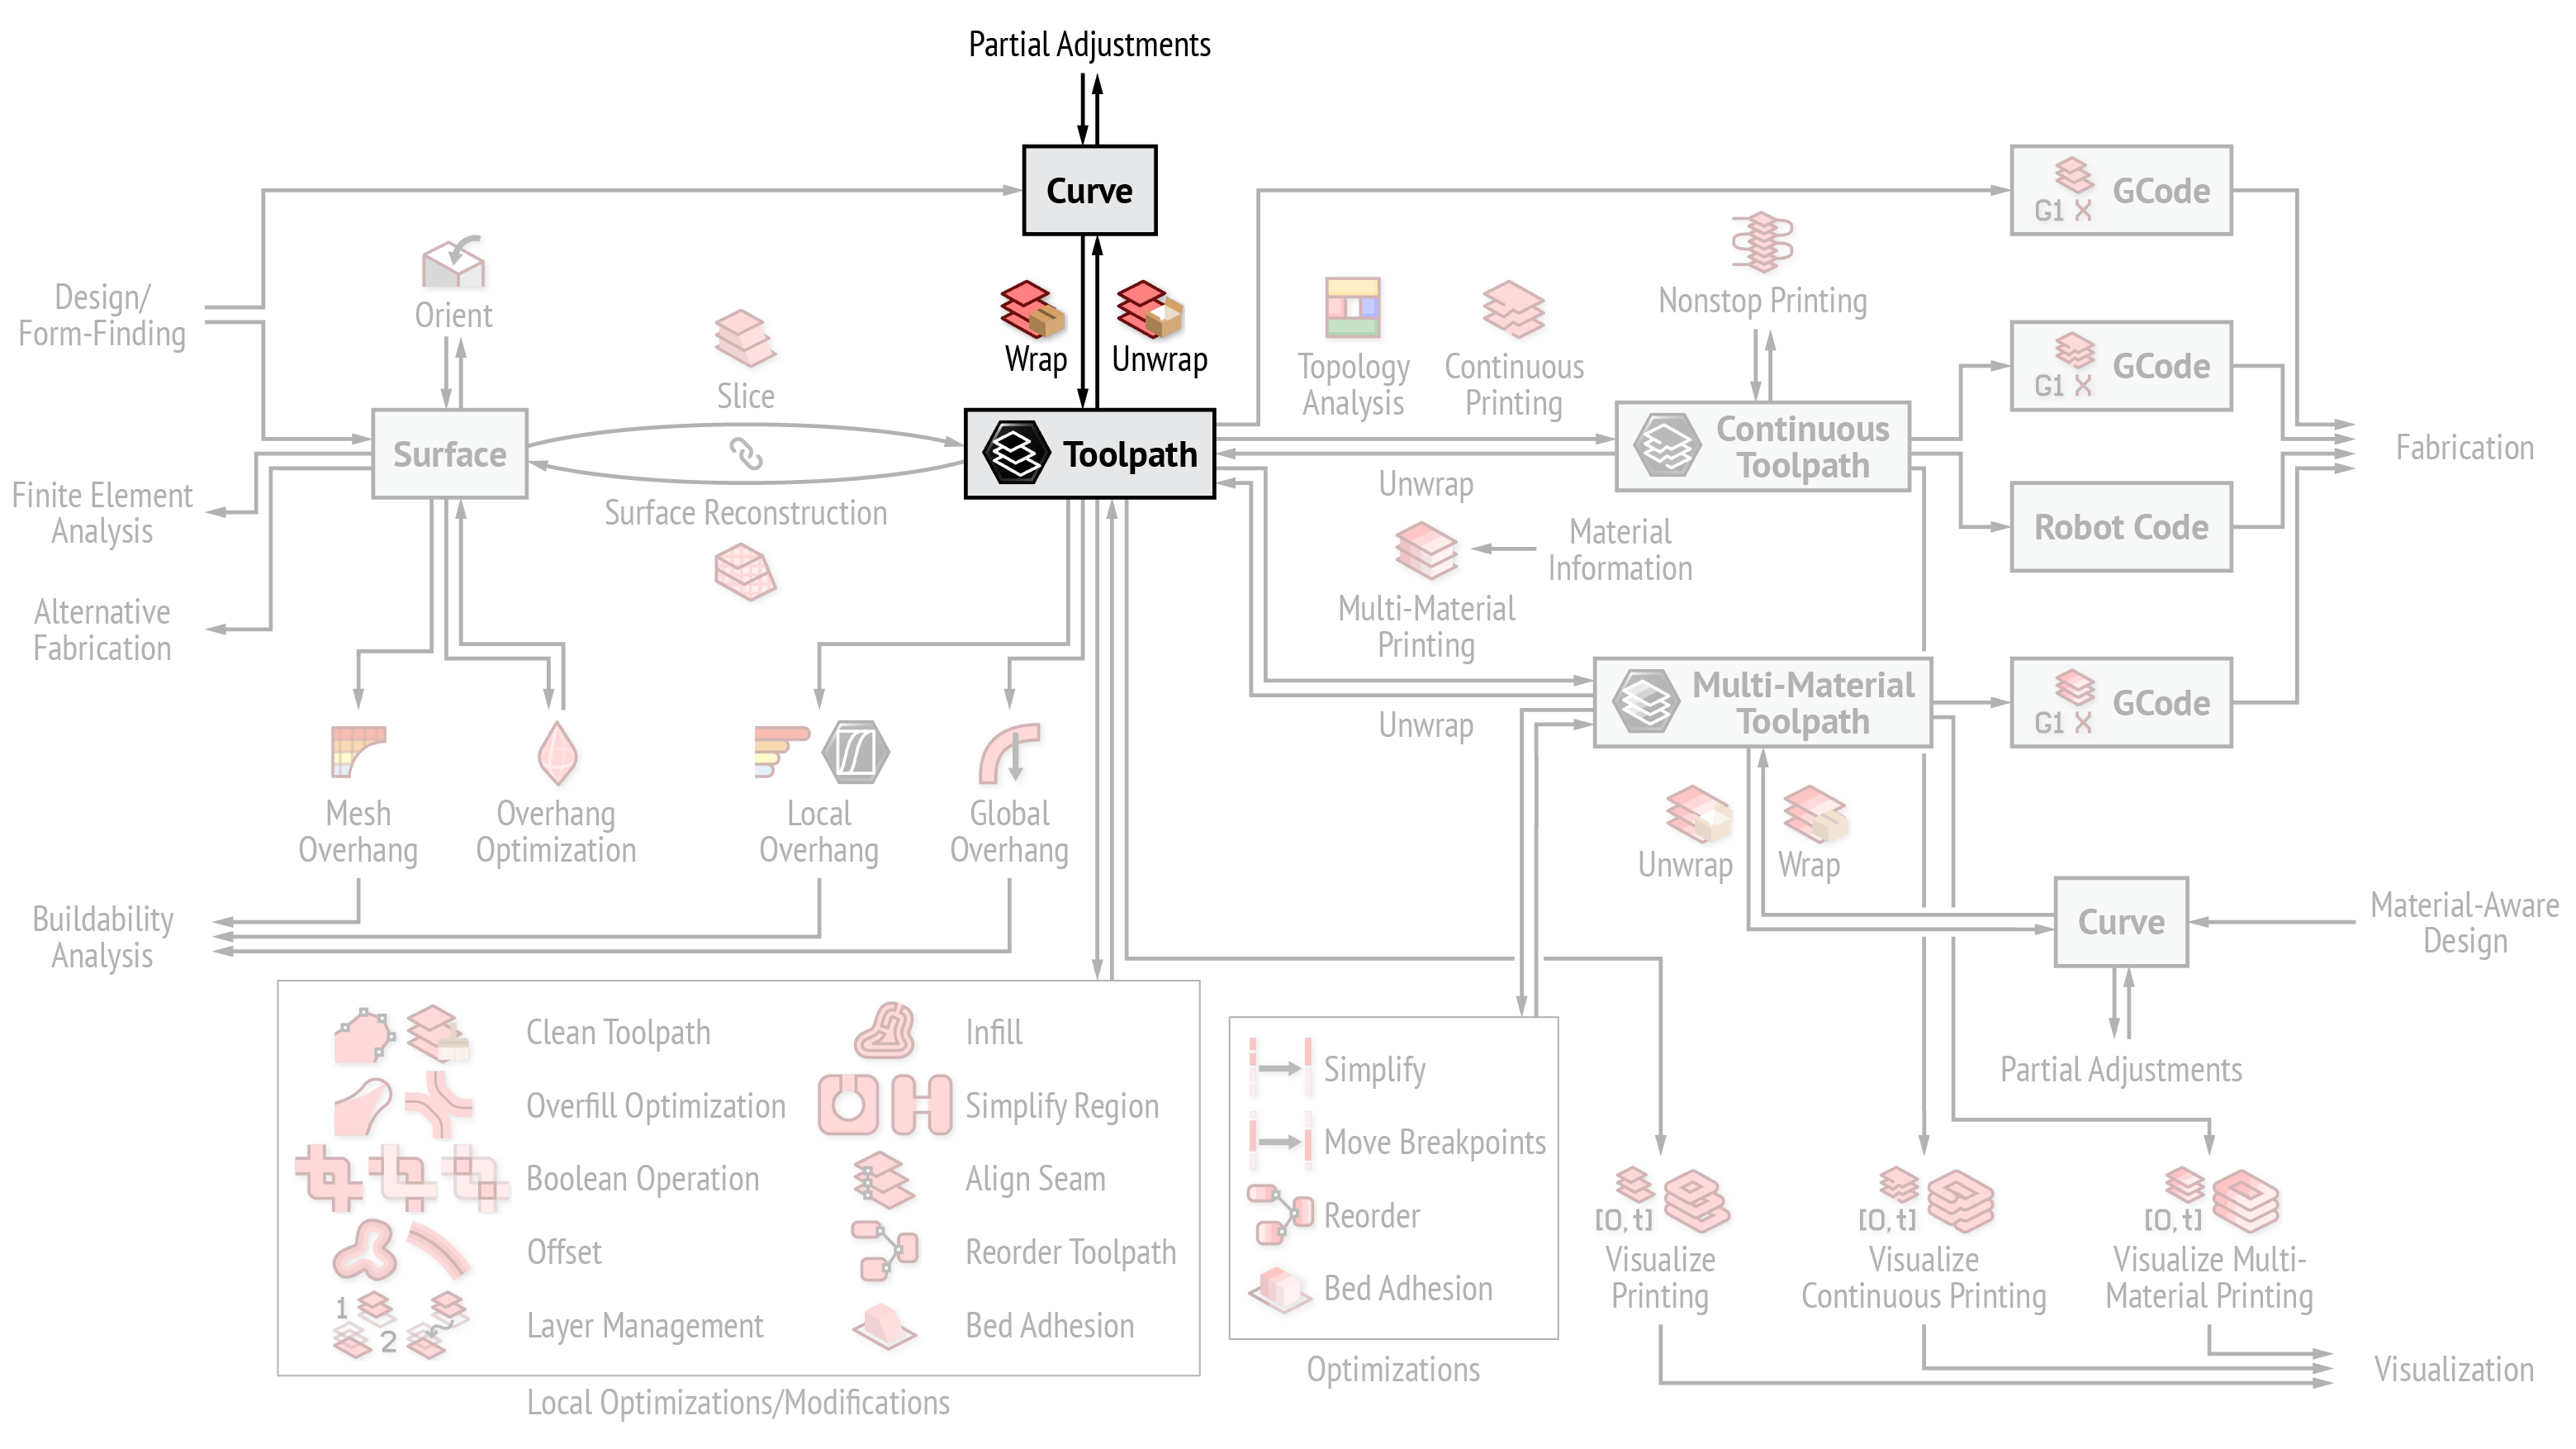 Partial Adjustments
Curve
GCode
G1 X
Design/
Form-Finding
Orient
Nonstop Printing
Slice
Wrap
Unwrap
Topology
Analysis
Continuous
Printing
GCode
G1 X
Surface
Toolpath
Continuous
Toolpath
Fabrication
Unwrap
Finite Element
Analysis
Surface Reconstruction
Material
Information
Robot Code
Alternative
Fabrication
Multi-Material
Printing
Multi-Material
Toolpath
GCode
G1 X
Unwrap
Mesh
Overhang
Overhang
Optimization
Local
Overhang
Global
Overhang
Unwrap
Wrap
Buildability
Analysis
Curve
Material-Aware
Design
Partial Adjustments
Clean Toolpath
Infill
Overfill Optimization
Simplify Region
Boolean Operation
Align Seam
Offset
Reorder Toolpath
1
2
Layer Management
Bed Adhesion
Local Optimizations/Modifications
Simplify
Move Breakpoints
Reorder
Bed Adhesion
Optimizations
[0, t]
Visualize
Printing
[0, t]
Visualize
Continuous Printing
[0, t]
Visualize Multi-
Material Printing
Visualization